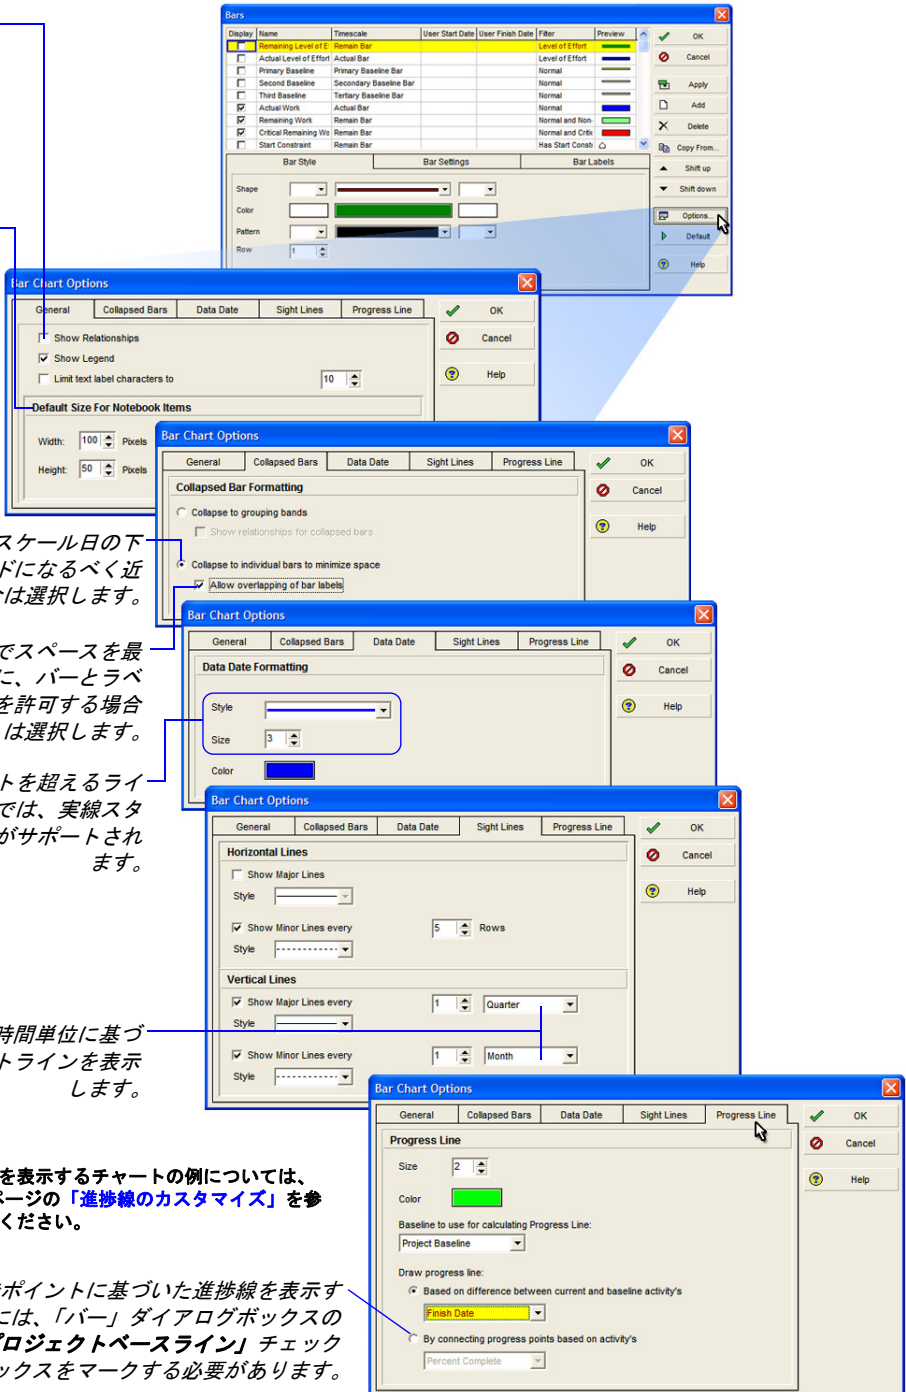 Bars
Display Name Timescale User Start Date User Finish Date Filter Preview
Remaining Level of E Remain Bar Level of Effort
Actual Level of Effort Actual Bar Level of Effort
Primary Baseline Primary Baseline Bar Normal
Second Baseline Secondary Baseline Bar Normal
Third Baseline Tertiary Baseline Bar Normal
Actual Work Actual Bar Normal
Remaining Work Remain Bar Normal and Non-
Critical Remaining Wo Remain Bar Normal and Critic
Start Constraint Remain Bar Has Start Constr
OK
Cancel
Apply
Add
Delete
Copy From...
Shift up
Shift down
Options...
Default
Help
Bar Style Bar Settings Bar Labels
Shape
Color
Pattern
Row 1
Bar Chart Options
General Collapsed Bars Data Date Sight Lines Progress Line
OK
Cancel
Help
Show Relationships
Show Legend
Limit text label characters to 10
Default Size For Notebook Items
Width: 100 Pixels
Height: 50 Pixels
Bar Chart Options
General Collapsed Bars Data Date Sight Lines Progress Line
OK
Cancel
Help
Collapsed Bar Formatting
Collapse to grouping bands
Show relationships for collapsed bars
Collapse to individual bars to minimize space
Allow overlapping of bar labels
スケール日の下
ドになるべく近
は選択します。
Bar Chart Options
General Collapsed Bars Data Date Sight Lines Progress Line
OK
Cancel
Help
Data Date Formatting
Style
Size 3
Color
でスペースを最
に、バーとラベ
を許可する場合
は選択します。
トを超えるライ
では、実線スタ
がサポートされ
ます。
Bar Chart Options
General Collapsed Bars Data Date Sight Lines Progress Line
OK
Cancel
Help
Horizontal Lines
Show Major Lines
Style
Show Minor Lines every 5 Rows
Style
Vertical Lines
Show Major Lines every 1 Quarter
Style
Show Minor Lines every 1 Month
Style
時間単位に基づ
トラインを表示
します。
Bar Chart Options
General Collapsed Bars Data Date Sight Lines Progress Line
OK
Cancel
Help
Progress Line
Size 2
Color
Baseline to use for calculating Progress Line:
Project Baseline
Draw progress line:
Based on difference between current and baseline activity's
Finish Date
By connecting progress points based on activity's
Percent Complete
を表示するチャートの例については、
ページの「進捗線のカスタマイズ」を参
ください。
ポイントに基づいた進捗線を表示す
には、「バー」ダイアログボックスの
プロジェクトベースライン」チェック
ックスをマークする必要があります。